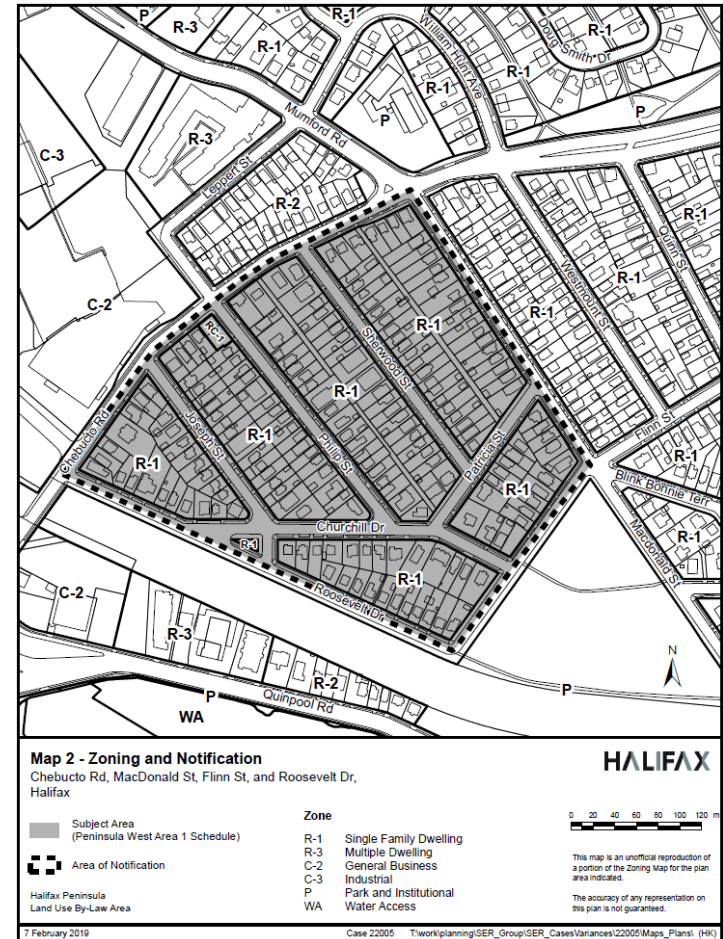 P
R-3
R-1
R-1
William Hunt Ave
Doug Smith Dr
R-1
R-1
R-1
P
P
Mumford Rd
C-3
R-3
Leppert St
R-2
R-1
Quinn St
R-1
Westmount St
R-1
C-2
R-1
RC-1
Sherwood St
R-1
Chebucto Rd
Joseph St
R-1
Philip St
Patricia St
Flinn St
R-1
R-1
R-1
Blink Bonnie Terr
Churchill Dr
R-1
Macdonald St
R-1
R-1
Roosevelt Dr
C-2
R-3
N
R-2
P
P
Quinpool Rd
WA
Map 2 - Zoning and Notification
Chebucto Rd, MacDonald St, Flinn St, and Roosevelt Dr,
Halifax
HALIFAX
Subject Area
(Peninsula West Area 1 Schedule)
Area of Notification
Halifax Peninsula
Land Use By-Law Area
Zone
R-1 Single Family Dwelling
R-3 Multiple Dwelling
C-2 General Business
C-3 Industrial
P Park and Institutional
WA Water Access
0 20 40 60 80 100 120 m
This map is an unofficial reproduction of
a portion of the Zoning Map for the plan
area indicated.
The accuracy of any representation on
this plan is not guaranteed.
7 February 2019
Case 22005 T:\work\planning\SER_Group\SER_CasesVariances\22005\Maps_Plans\ (HK)